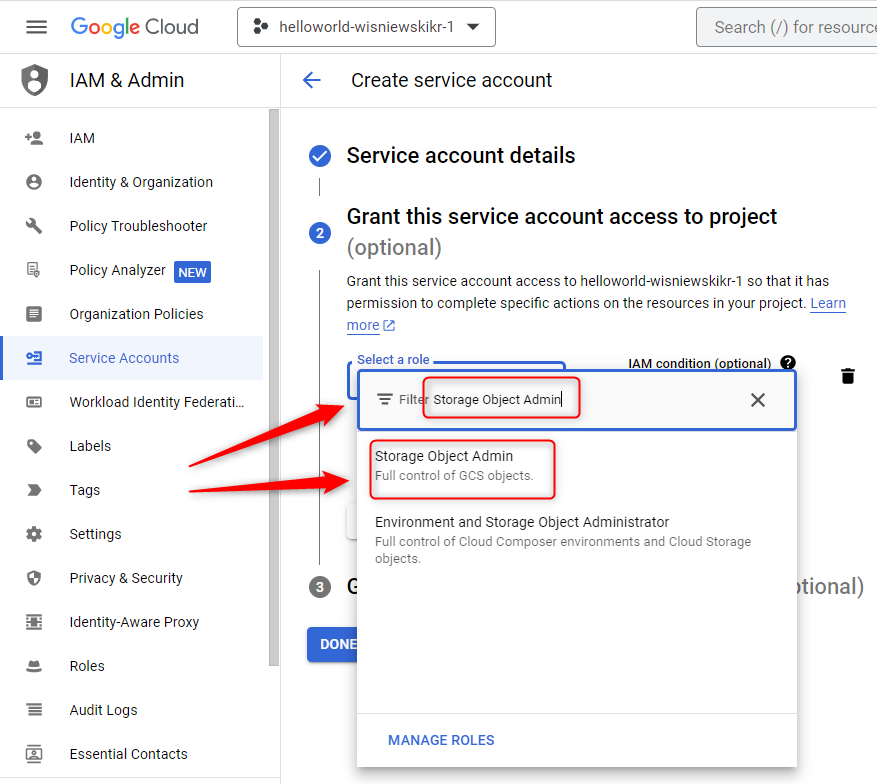 Google Cloud
helloworld-wisniewskikr-1
Search (/) for resource
IAM & Admin
Create service account
IAM
Identity & Organization
Policy Troubleshooter
Policy Analyzer NEW
Organization Policies
Service Accounts
Workload Identity Federati...
Labels
Tags
Settings
Privacy & Security
Identity-Aware Proxy
Roles
Audit Logs
Essential Contacts
Service account details
2
Grant this service account access to project
(optional)
Grant this service account access to helloworld-wisniewskikr-1 so that it has
permission to complete specific actions on the resources in your project. Learn
more
Select a role
IAM condition (optional) ?
Filter Storage Object Admin
Storage Object Admin
Full control of GCS objects.
Environment and Storage Object Administrator
Full control of Cloud Composer environments and Cloud Storage
objects.
MANAGE ROLES
3
G
ptional)
DONE